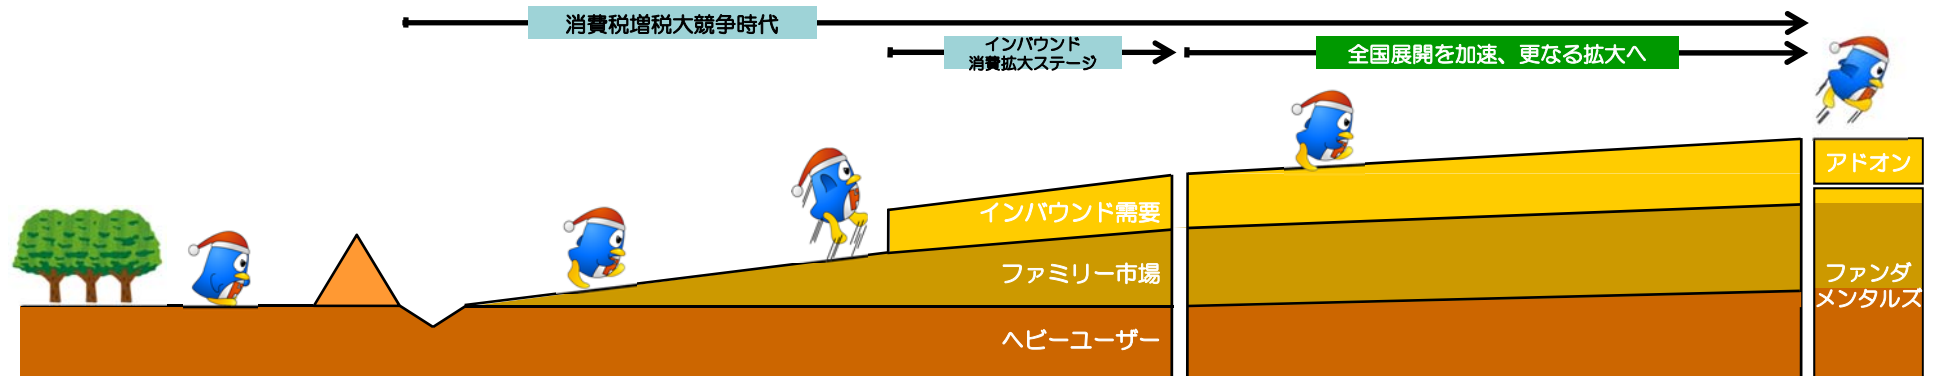 消費税増税大競争時代
インバウンド
消費拡大ステージ
全国展開を加速、更なる拡大へ
アドオン
インバウンド需要
ファミリー市場
ファンダ
メンタルズ
ヘビーユーザー